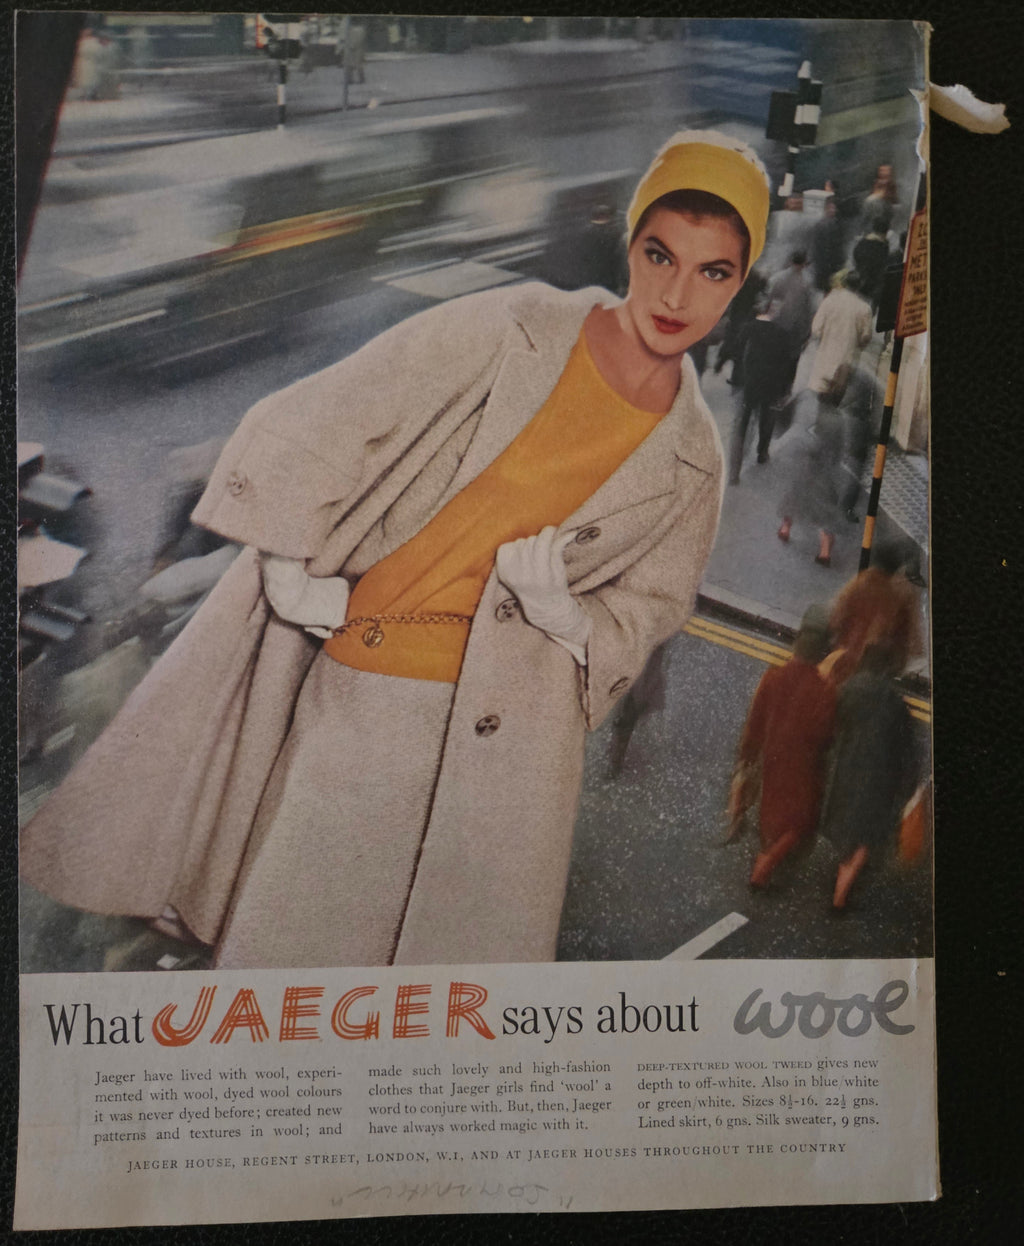 What JAEGER says about wool
Jaeger have lived with wool, experi-
mented with wool, dyed wool colours
it was never dyed before; created new
patterns and textures in wool; and
made such lovely and high-fashion
clothes that Jaeger girls find ‘wool’ a
word to conjure with. But, then, Jaeger
have always worked magic with it.
DEEP-TEXTURED WOOL TWEED gives new
depth to off-white. Also in blue/white
or green/white. Sizes 8½-16. 22½ gns.
Lined skirt, 6 gns. Silk sweater, 9 gns.
JAEGER HOUSE, REGENT STREET, LONDON, W.1, AND AT JAEGER HOUSES THROUGHOUT THE COUNTRY